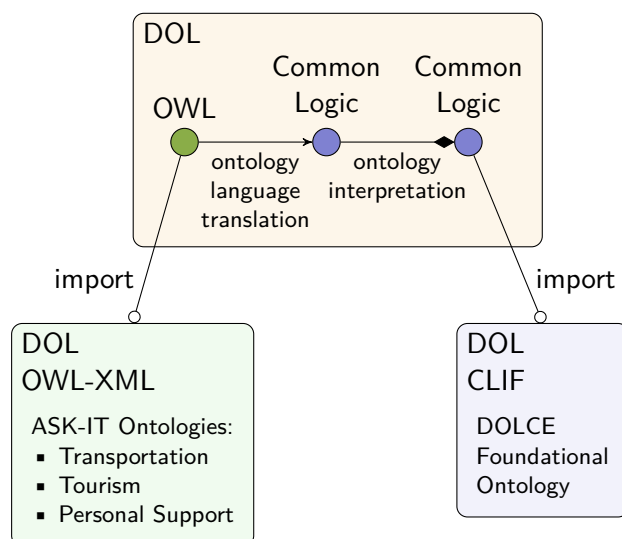 DOL
Common Common
OWL Logic Logic
ontology ontology
language interpretation
translation
import import
DOL DOL
OWL-XML CLIF
ASK-IT Ontologies: DOLCE
▪ Transportation Foundational
▪ Tourism Ontology
▪ Personal Support